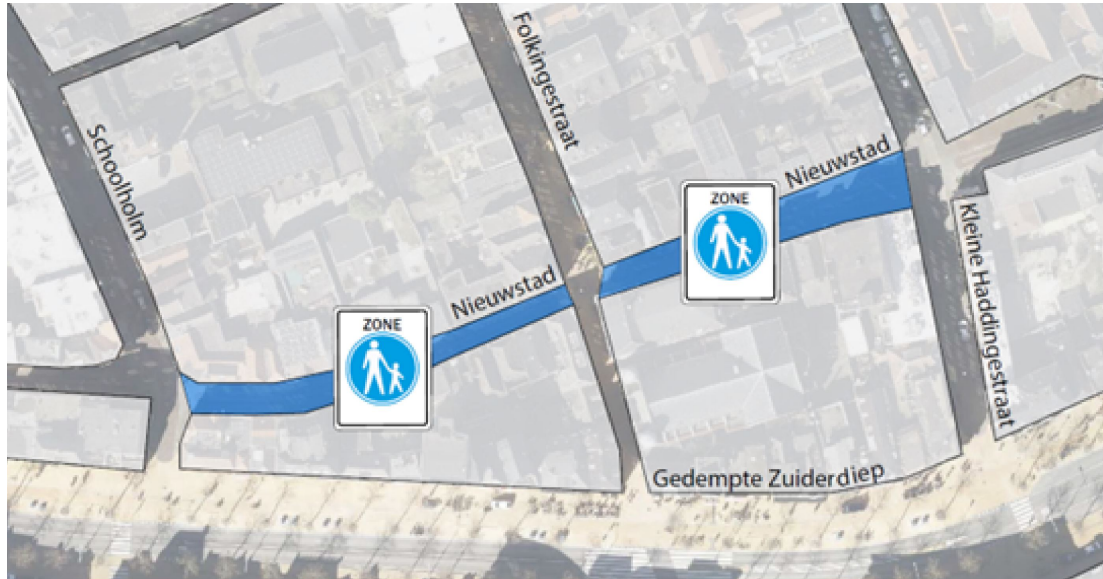 Folkingestraat
Schoolholm
Nieuwstad
ZONE
Kleine Haddingestraat
Nieuwstad
ZONE
Gedempte Zuiderdiep